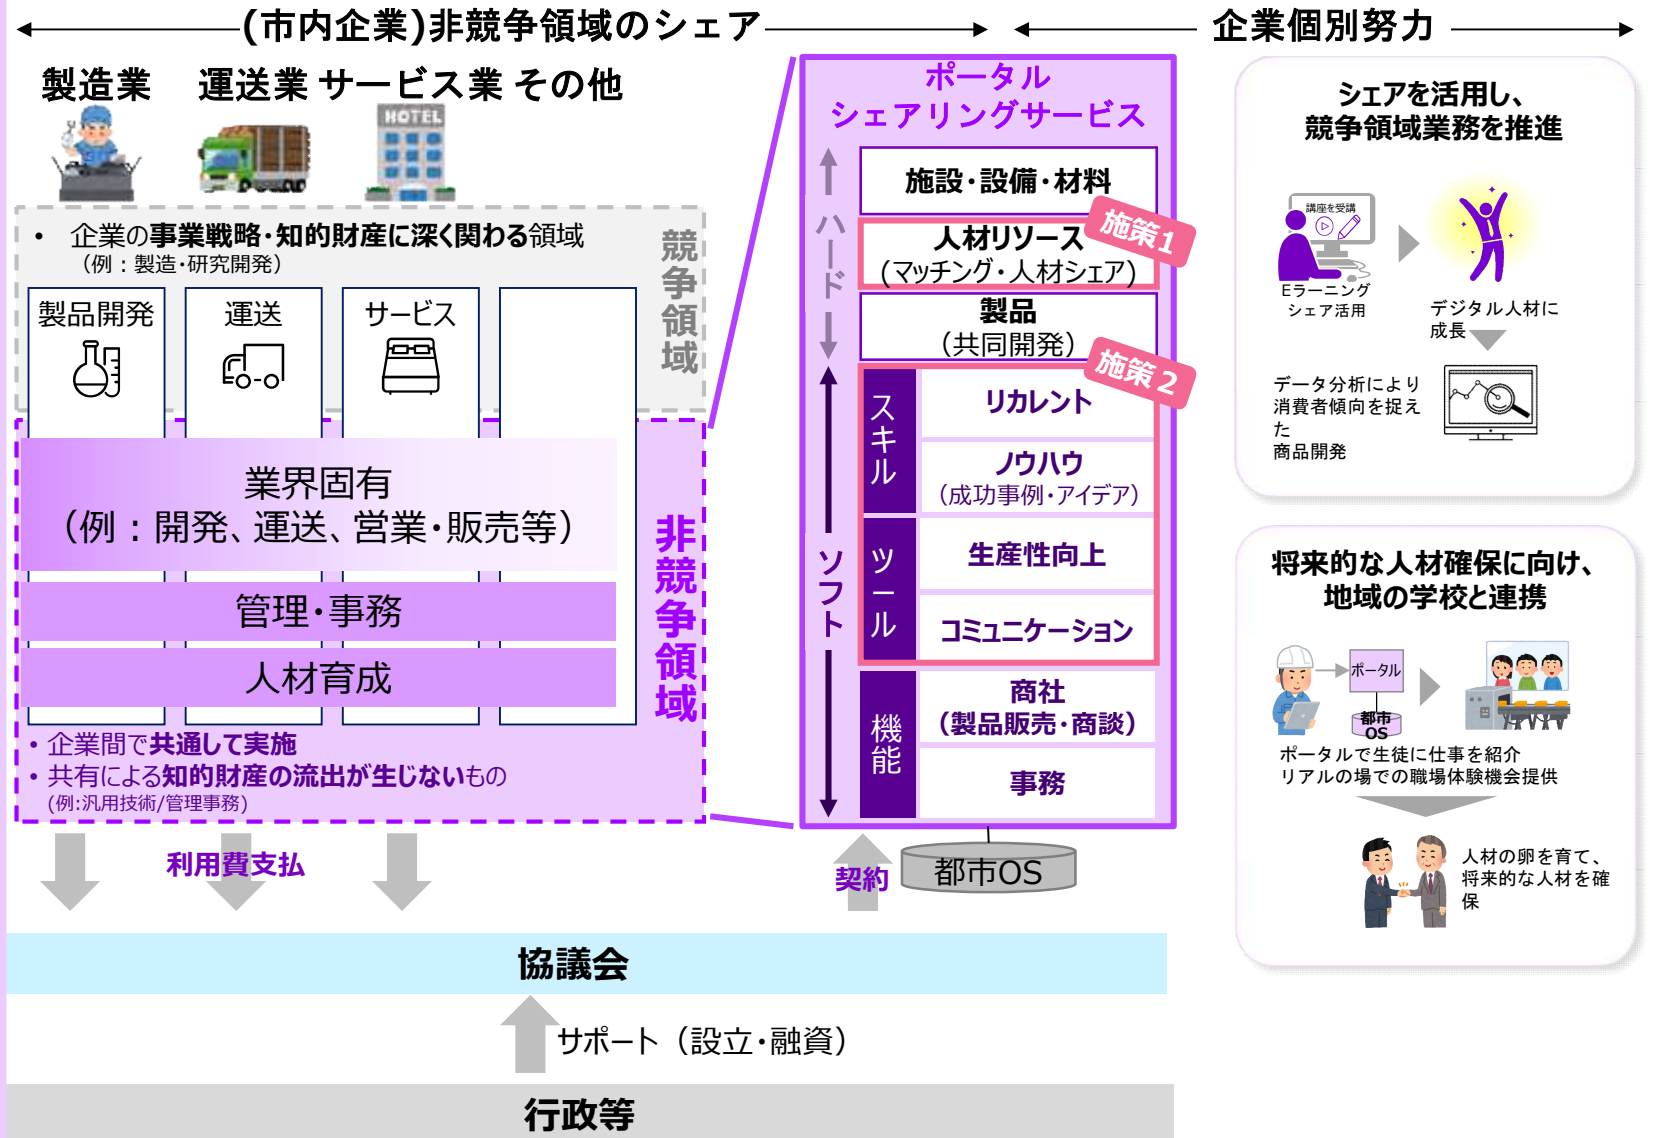 (市内企業)非競争領域のシェア
企業個別努力
製造業
運送業
サービス業
その他
HOTEL
• 企業の事業戦略・知的財産に深く関わる領域
（例：製造・研究開発）
競争領域
製品開発
運送
サービス
業界固有
（例：開発、運送、営業・販売等）
管理・事務
人材育成
非競争領域
• 企業間で共通して実施
• 共有による知的財産の流出が生じないもの
(例:汎用技術/管理事務)
利用費支払
ポータル
シェアリングサービス
ハード
施設・設備・材料
施策1
人材リソース
（マッチング・人材シェア）
製品
（共同開発）
施策２
ソフト
スキル
リカレント
ノウハウ
（成功事例・アイデア）
ツール
生産性向上
コミュニケーション
機能
商社
（製品販売・商談）
事務
契約
都市OS
協議会
サポート（設立・融資）
行政等
シェアを活用し、
競争領域業務を推進
講座を受講
Eラーニング
シェア活用
デジタル人材に
成長
データ分析により
消費者傾向を捉え
た
商品開発
将来的な人材確保に向け、
地域の学校と連携
ポータル
都市
OS
ポータルで生徒に仕事を紹介
リアルの場での職場体験機会提供
人材の卵を育て、
将来的な人材を確
保